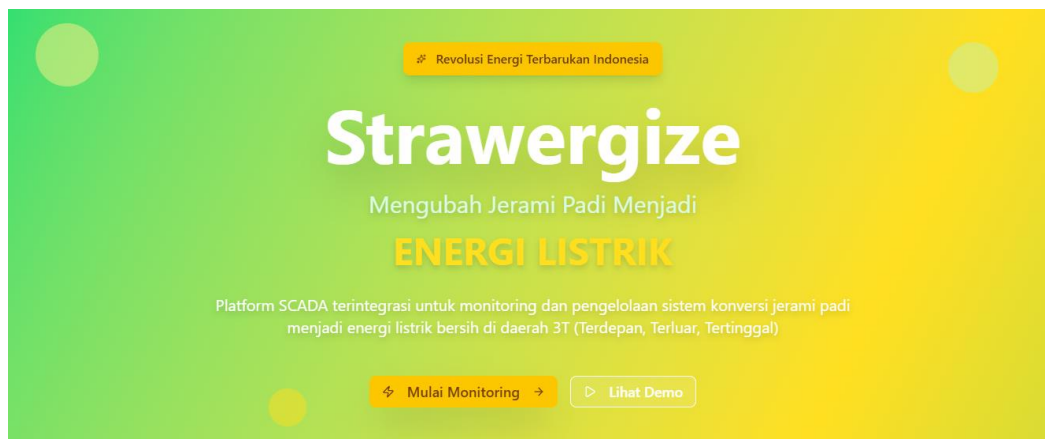 Revolusi Energi Terbarukan Indonesia
Strawergize
Mengubah Jerami Padi Menjadi
ENERGI LISTRIK
Platform SCADA terintegrasi untuk monitoring dan pengelolaan sistem konversi jerami padi
menjadi energi listrik bersih di daerah 3T (Terdepan, Terluar, Tertinggal)
Mulai Monitoring
Lihat Demo